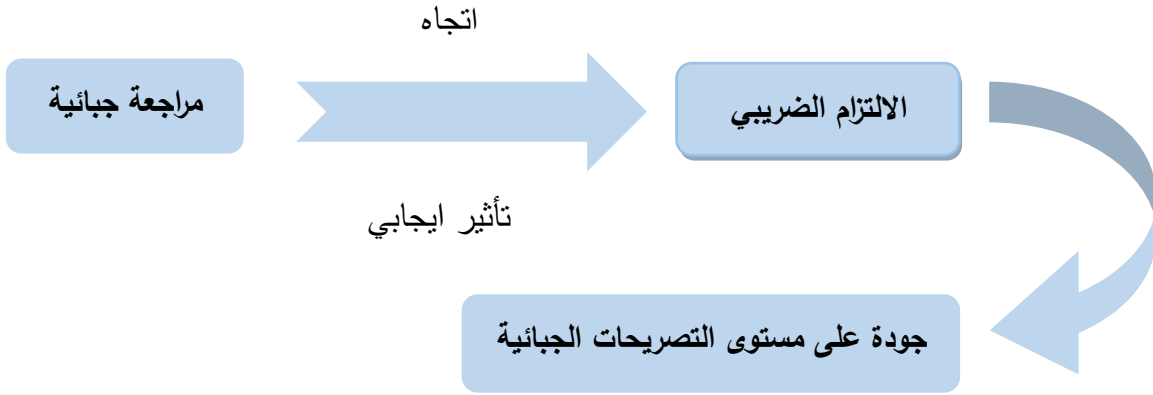 اتجاه
مراجعة جبائية
الالتزام الضريبي
تأثير ايجابي
جودة على مستوى التصريحات الجبائية